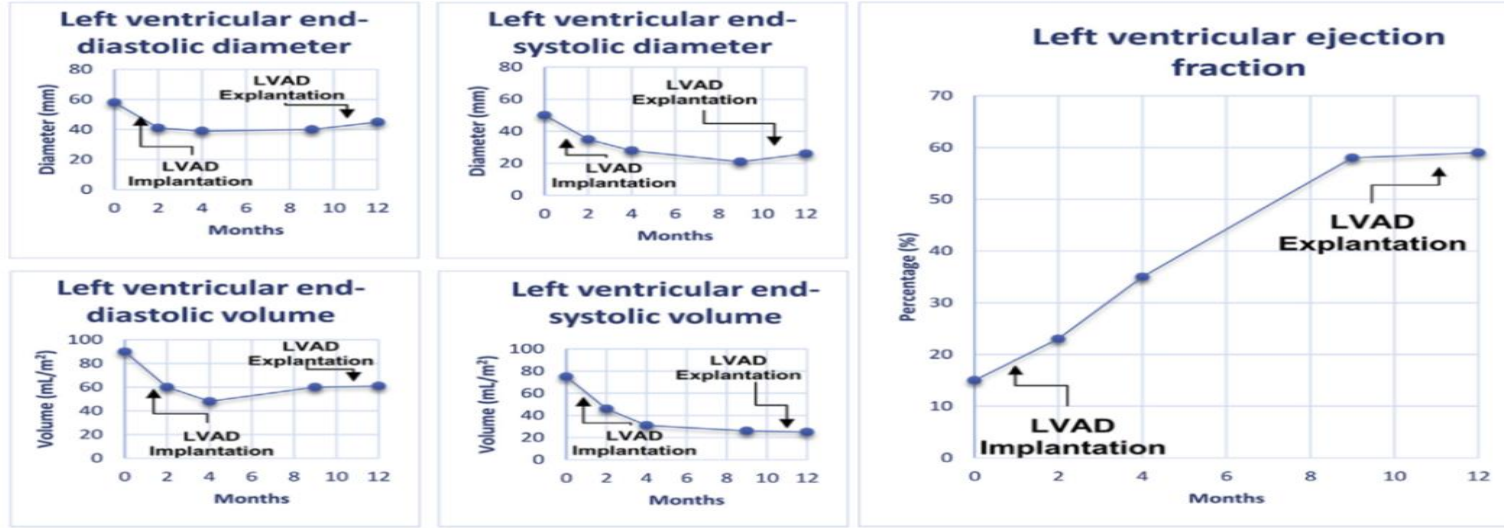 Left ventricular end-
diastolic diameter
80
60
40
20
0
Diameter (mm)
LVAD
Explantation
LVAD
Implantation
0 2 4 6 8 10 12
Months
Left ventricular end-
systolic diameter
80
60
40
20
0
Diameter (mm)
LVAD
Explantation
LVAD
Implantation
0 2 4 6 8 10 12
Months
Left ventricular ejection
fraction
70
60
50
40
30
20
10
0
Percentage (%)
LVAD
Explantation
LVAD
Implantation
0 2 4 6 8 10 12
Months
Left ventricular end-
diastolic volume
100
80
60
40
20
0
Volume (mL/m²)
LVAD
Explantation
LVAD
Implantation
0 2 4 6 8 10 12
Months
Left ventricular end-
systolic volume
100
80
60
40
20
0
Volume (mL/m²)
LVAD
Explantation
LVAD
Implantation
0 2 4 6 8 10 12
Months